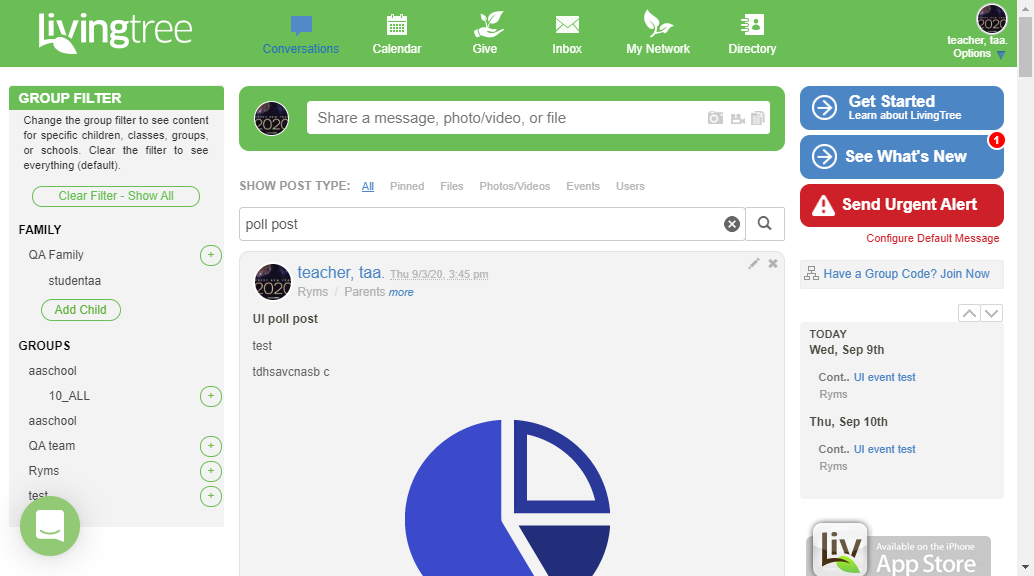 livingtree
Conversations
Calendar
Give
Inbox
My Network
Directory
teacher, taa.
Options
GROUP FILTER
Change the group filter to see content
for specific children, classes, groups,
or schools. Clear the filter to see
everything (default).
Clear Filter - Show All
FAMILY
QA Family
+
studentaa
Add Child
GROUPS
aaschool
10_ALL
+
aaschool
QA team
+
Ryms
+
test
+
2020
Share a message, photo/video, or file
SHOW POST TYPE: All Pinned Files Photos/Videos Events Users
poll post
2020
teacher, taa. Thu 9/3/20, 3:45 pm
Ryms / Parents more
UI poll post
test
tdhsavcnasb c
Get Started
Learn about LivingTree
1
See What's New
Send Urgent Alert
Configure Default Message
Have a Group Code? Join Now
TODAY
Wed, Sep 9th
Cont.. UI event test
Ryms
Thu, Sep 10th
Cont.. UI event test
Ryms
Liv
Available on the iPhone
App Store